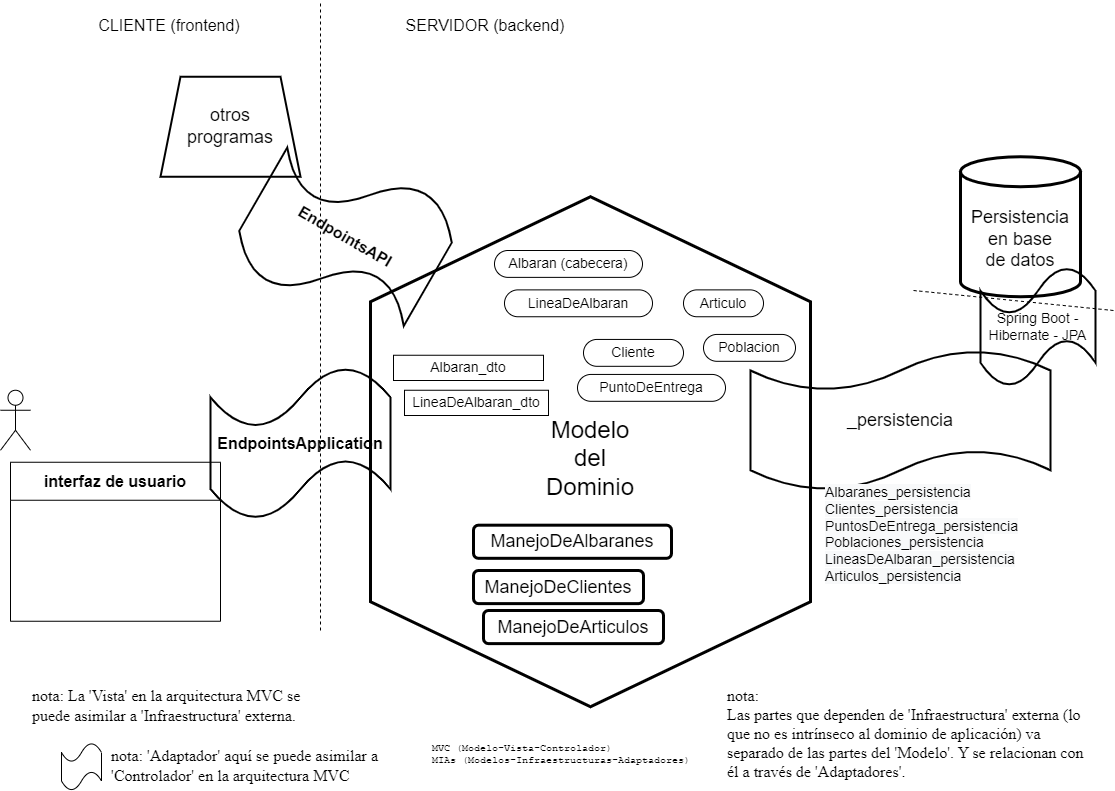 CLIENTE (frontend)
SERVIDOR (backend)
otros
programas
EndpointsAPI
Albaran (cabecera)
LineaDeAlbaran
Articulo
Cliente
Poblacion
PuntoDeEntrega
Albaran_dto
LineaDeAlbaran_dto
Persistencia
en base
de datos
Spring Boot -
Hibernate - JPA
_persistencia
EndpointsApplication
interfaz de usuario
Modelo
del
Dominio
Albaranes_persistencia
Clientes_persistencia
PuntosDeEntrega_persistencia
Poblaciones_persistencia
LineasDeAlbaran_persistencia
Articulos_persistencia
ManejoDeAlbaranes
ManejoDeClientes
ManejoDeArticulos
nota: La 'Vista' en la arquitectura MVC se
puede asimilar a 'Infraestructura' externa.
nota: 'Adaptador' aquí se puede asimilar a
'Controlador' en la arquitectura MVC
MVC (Modelo-Vista-Controlador)
MIAs (Modelos-Infraestructuras-Adaptadores)
nota:
Las partes que dependen de 'Infraestructura' externa (lo
que no es intrínseco al dominio de aplicación) va
separado de las partes del 'Modelo'. Y se relacionan con
él a través de 'Adaptadores'.